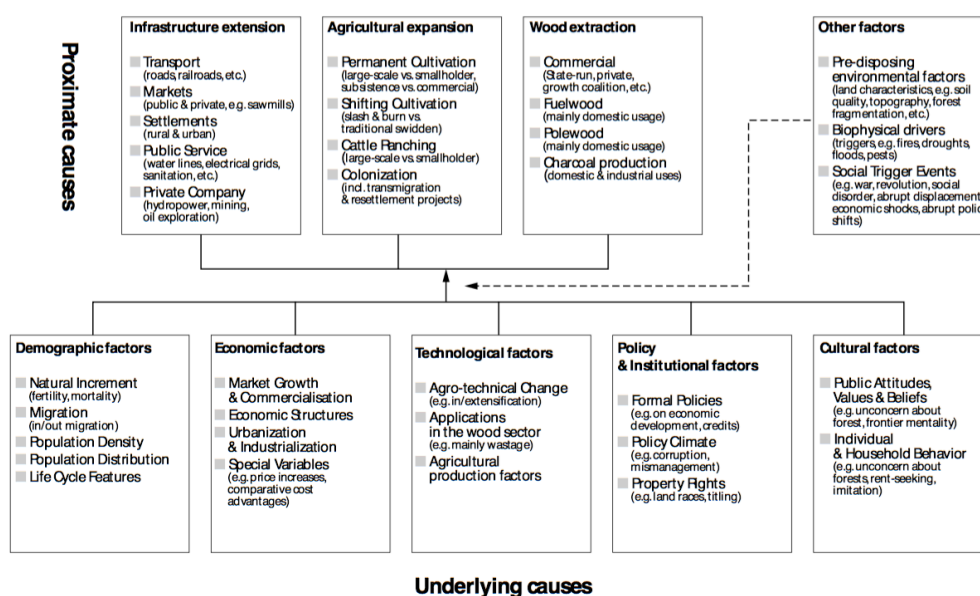 Proximate causes
Infrastructure extension
Transport
(roads, railroads, etc.)
Markets
(public & private, e.g. sawmills)
Settlements
(rural & urban)
Public Service
(water lines, electrical grids,
sanitation, etc.)
Private Company
(hydropower, mining,
oil exploration)
Agricultural expansion
Permanent Cultivation
(large-scale vs. smallholder,
subsistence vs. commercial)
Shifting Cultivation
(slash & burn vs.
traditional swidden)
Cattle Ranching
(large-scale vs. smallholder)
Colonization
(incl. transmigration
& resettlement projects)
Wood extraction
Commercial
(State-run, private,
growth coalition, etc.)
Fuelwood
(mainly domestic usage)
Polewood
(mainly domestic usage)
Charcoal production
(domestic & industrial uses)
Other factors
Pre-disposing
environmental factors
(land characteristics, e.g. soil
quality, topography, forest
fragmentation, etc.)
Biophysical drivers
(triggers, e.g. fires, droughts,
floods, pests)
Social Trigger Events
(e.g. war, revolution, social
disorder, abrupt displacement
economic shocks, abrupt polic
shifts)
Demographic factors
Natural Increment
(fertility, mortality)
Migration
(in/out migration)
Population Density
Population Distribution
Life Cycle Features
Economic factors
Market Growth
& Commercialisation
Economic Structures
Urbanization
& Industrialization
Special Variables
(e.g. price increases,
comparative cost
advantages)
Technological factors
Agro-technical Change
(e.g. in/extensification)
Applications
in the wood sector
(e.g. mainly wastage)
Agricultural
production factors
Policy
& Institutional factors
Formal Policies
(e.g. on economic
development, credits)
Policy Climate
(e.g. corruption,
mismanagement)
Property Rights
(e.g. land races, titling)
Cultural factors
Public Attitudes,
Values & Beliefs
(e.g. unconcern about
forest, frontier mentality)
Individual
& Household Behavior
(e.g. unconcern about
forests, rent-seeking,
imitation)
Underlying causes